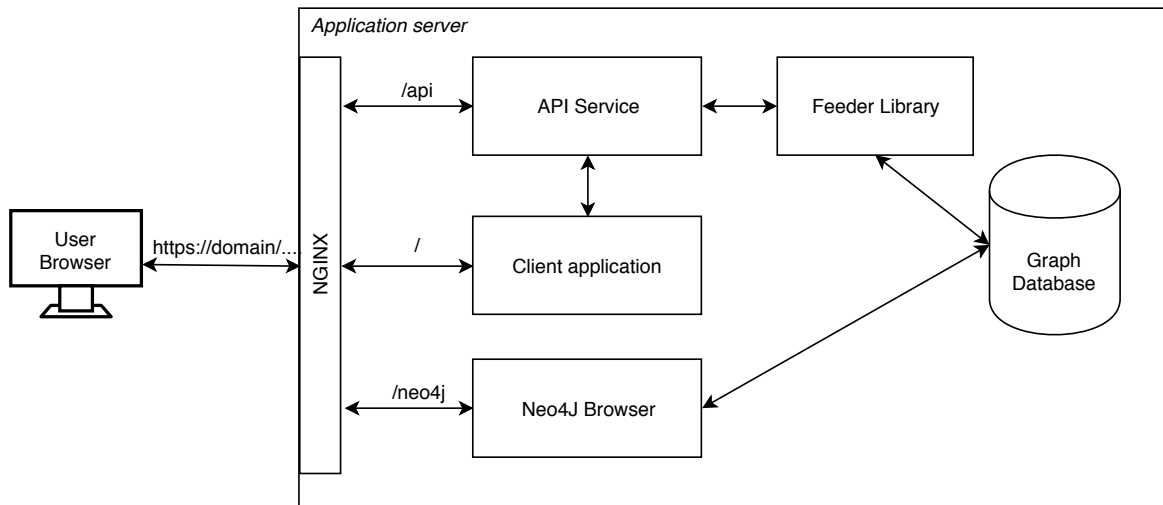 Application server
/api
API Service
Feeder Library
User
Browser
https://domain/....
NGINX
/
Client application
Graph
Database
/neo4j
Neo4J Browser